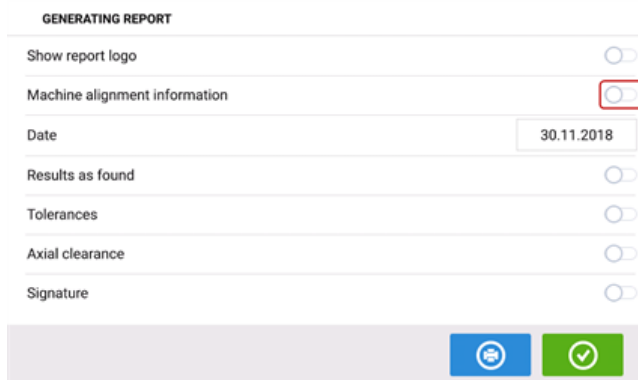 GENERATING REPORT
Show report logo
Machine alignment information
Date 30.11.2018
Results as found
Tolerances
Axial clearance
Signature